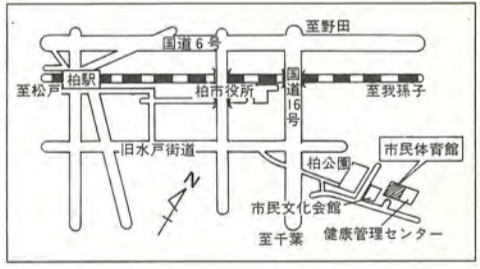 国道6号
至野田
柏駅
至松戸
柏市役所
国道16号
至我孫子
旧水戸街道
柏公園
市民体育館
N
市民文化会館
健康管理センター
至千葉